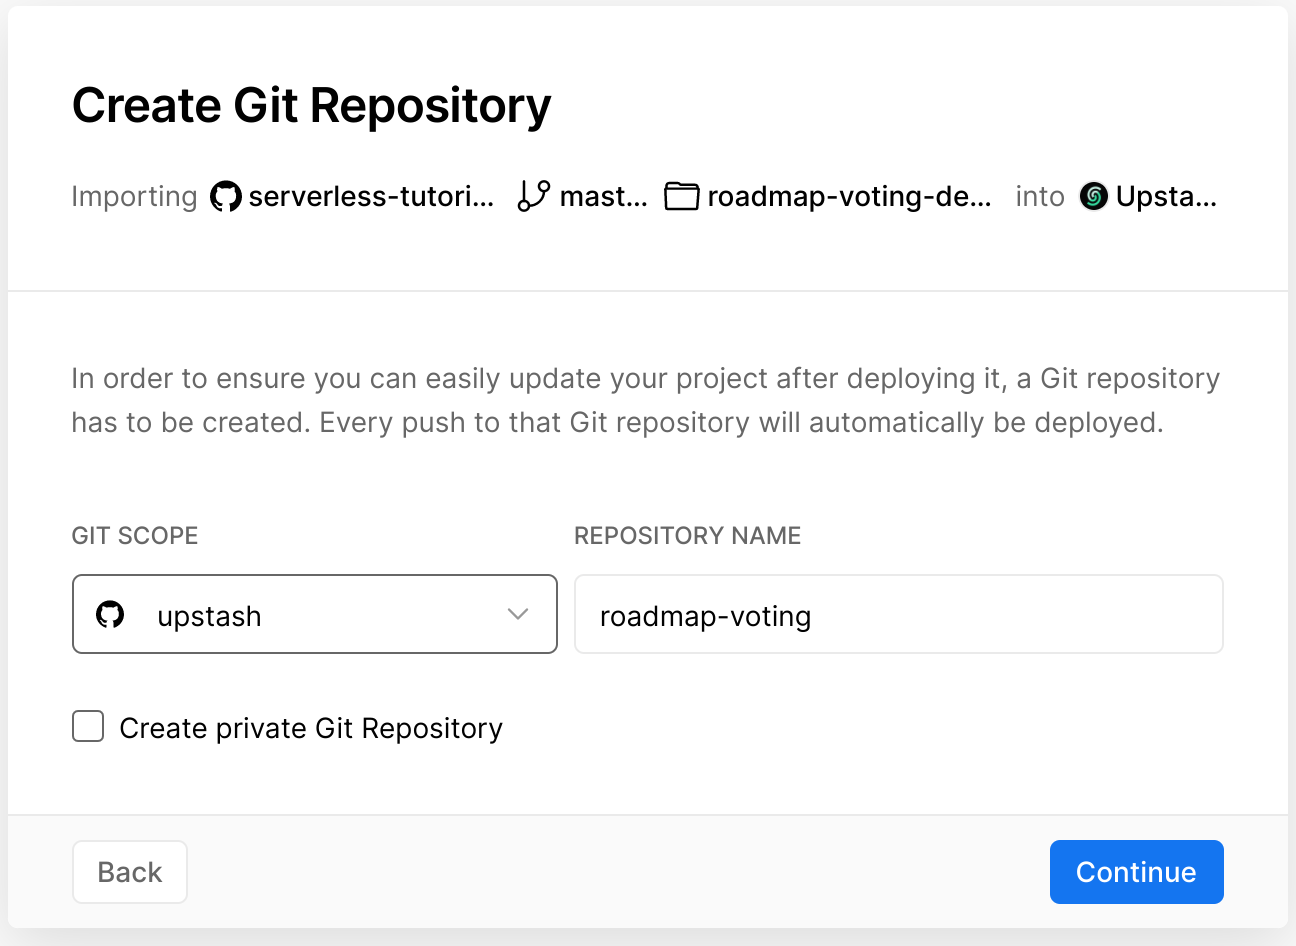 Create Git Repository
Importing serverless-tutori... mast... roadmap-voting-de... into Upsta...
In order to ensure you can easily update your project after deploying it, a Git repository
has to be created. Every push to that Git repository will automatically be deployed.
GIT SCOPE REPOSITORY NAME
upstash roadmap-voting
Create private Git Repository
Back Continue